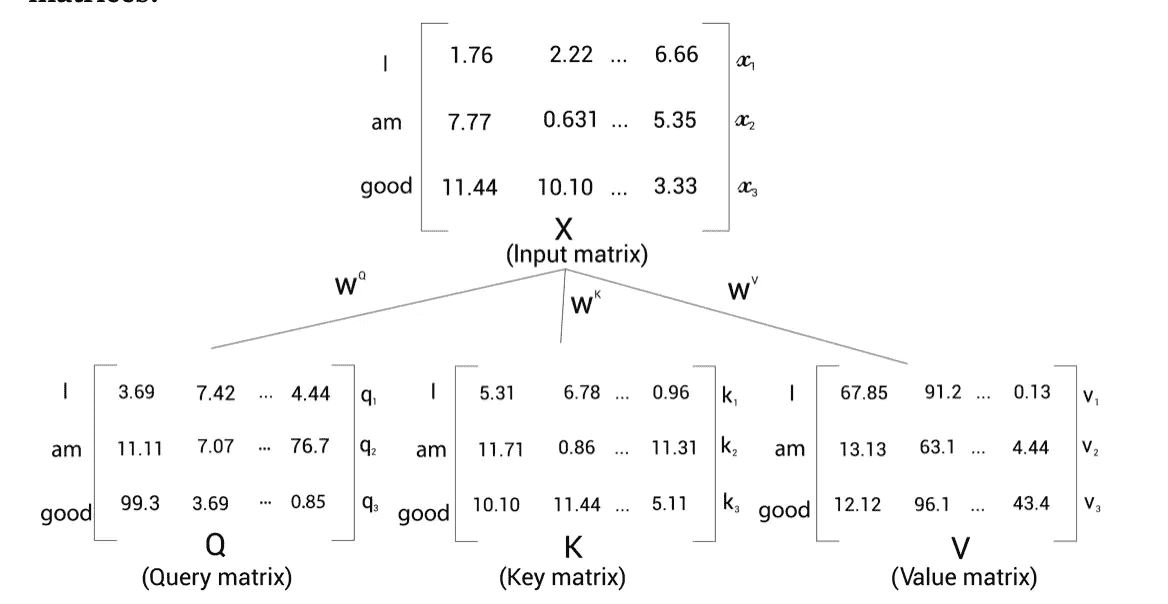 matrices.
I 1.76 2.22 ... 6.66 x₁
am 7.77 0.631 ... 5.35 x₂
good 11.44 10.10 ... 3.33 x₃
X
(Input matrix)
W^Q W^K W^V
I 3.69 7.42 ... 4.44 q₁ I 5.31 6.78 ... 0.96 k₁ I 67.85 91.2 ... 0.13 v₁
am 11.11 7.07 ... 76.7 q₂ am 11.71 0.86 ... 11.31 k₂ am 13.13 63.1 ... 4.44 v₂
good 99.3 3.69 ... 0.85 q₃ good 10.10 11.44 ... 5.11 k₃ good 12.12 96.1 ... 43.4 v₃
Q K V
(Query matrix) (Key matrix) (Value matrix)